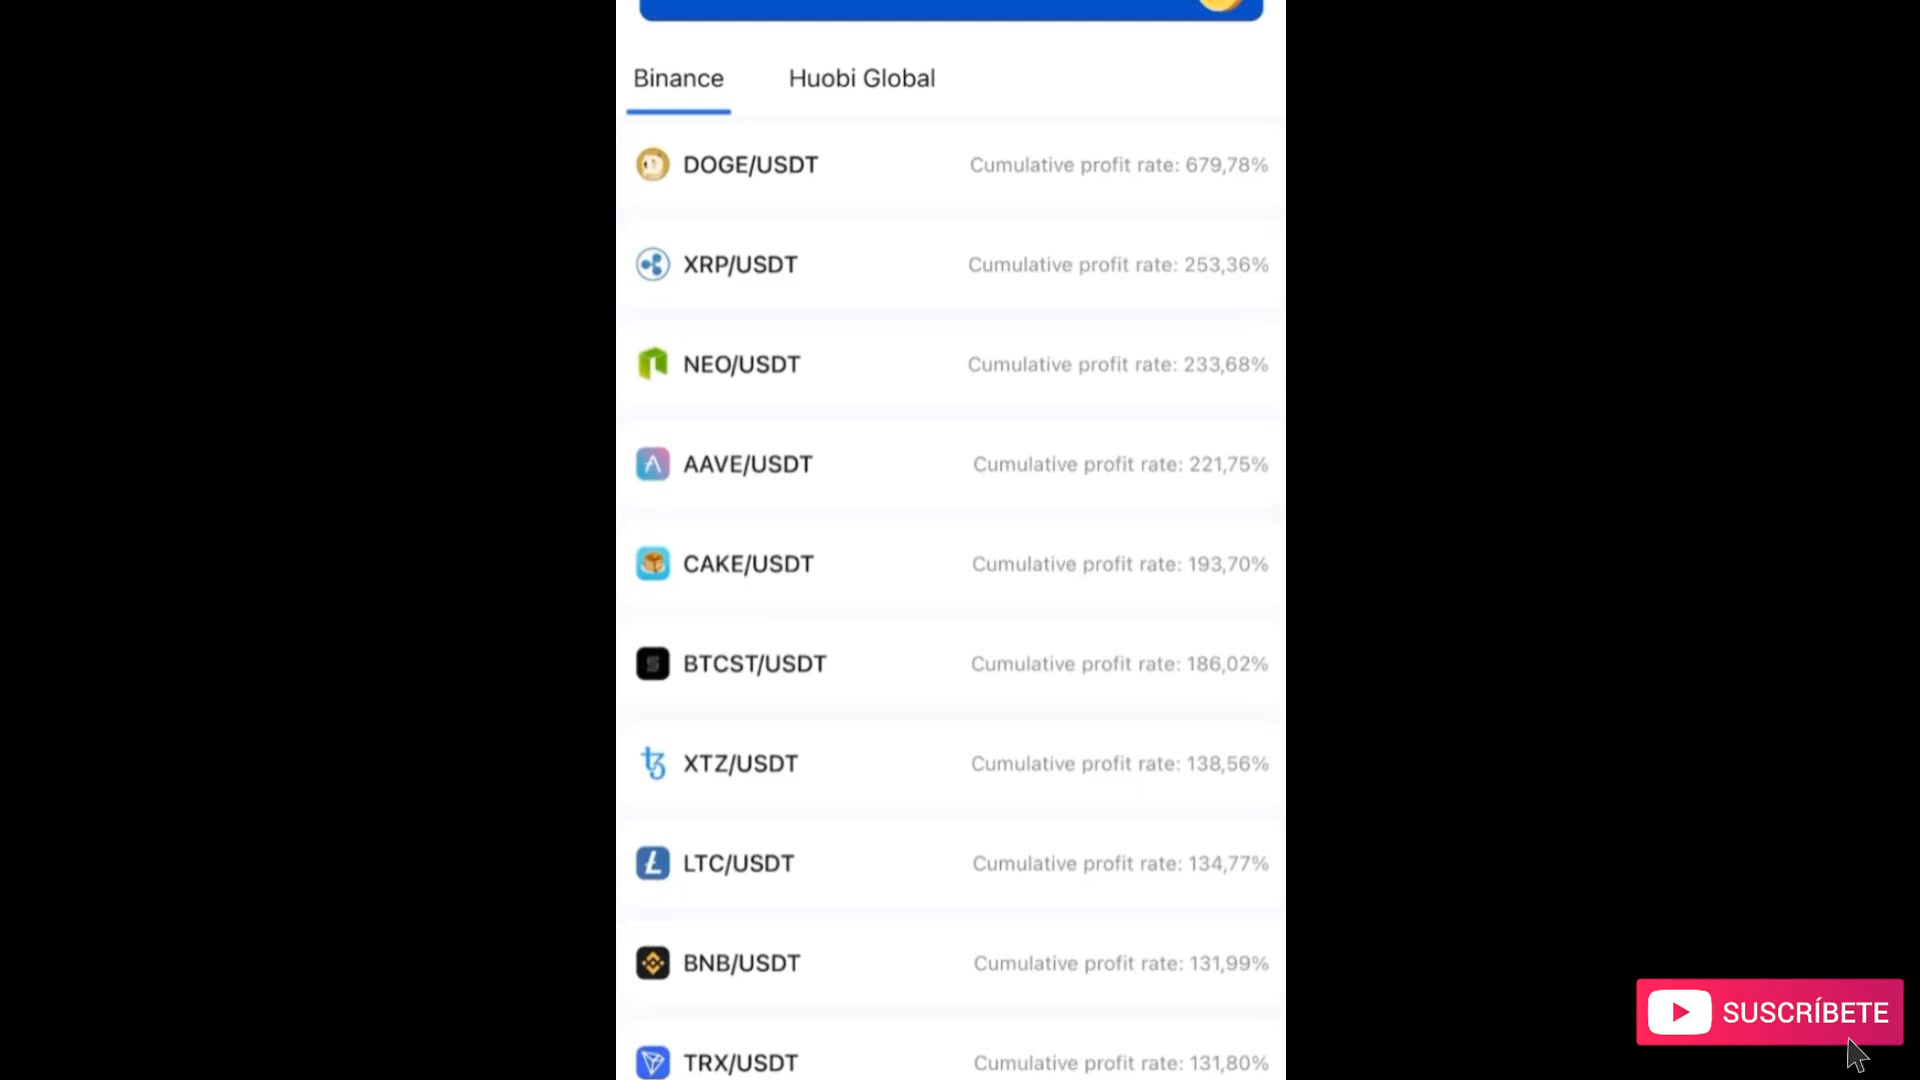 Binance Huobi Global
DOGE/USDT Cumulative profit rate: 679,78%
XRP/USDT Cumulative profit rate: 253,36%
NEO/USDT Cumulative profit rate: 233,68%
AAVE/USDT Cumulative profit rate: 221,75%
CAKE/USDT Cumulative profit rate: 193,70%
BTCST/USDT Cumulative profit rate: 186,02%
XTZ/USDT Cumulative profit rate: 138,56%
LTC/USDT Cumulative profit rate: 134,77%
BNB/USDT Cumulative profit rate: 131,99%
SUSCRÍBETE
TRX/USDT Cumulative profit rate: 131,80%